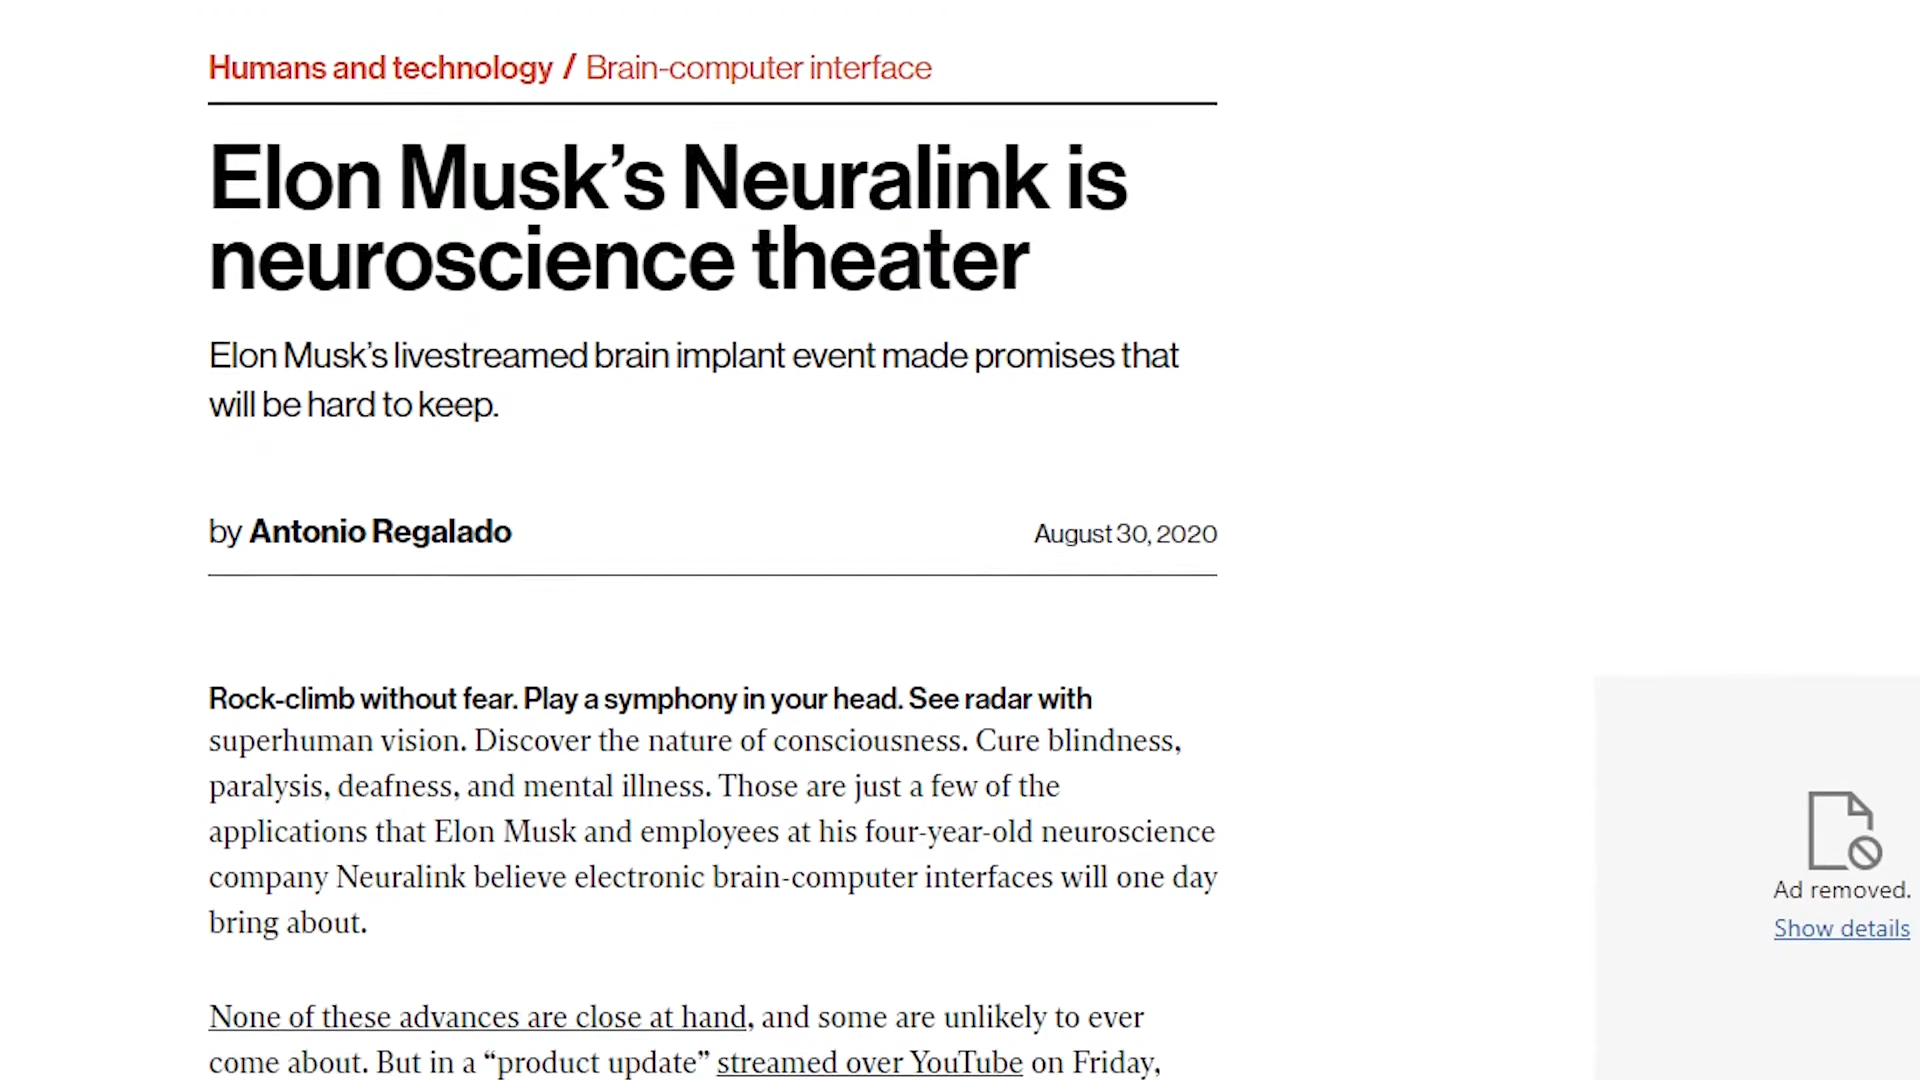 Humans and technology / Brain-computer interface
Elon Musk’s Neuralink is
neuroscience theater
Elon Musk’s livestreamed brain implant event made promises that
will be hard to keep.
by Antonio Regalado
August 30, 2020
Rock-climb without fear. Play a symphony in your head. See radar with
superhuman vision. Discover the nature of consciousness. Cure blindness,
paralysis, deafness, and mental illness. Those are just a few of the
applications that Elon Musk and employees at his four-year-old neuroscience
company Neuralink believe electronic brain-computer interfaces will one day
bring about.
None of these advances are close at hand, and some are unlikely to ever
come about. But in a “product update” streamed over YouTube on Friday,
Ad removed.
Show details